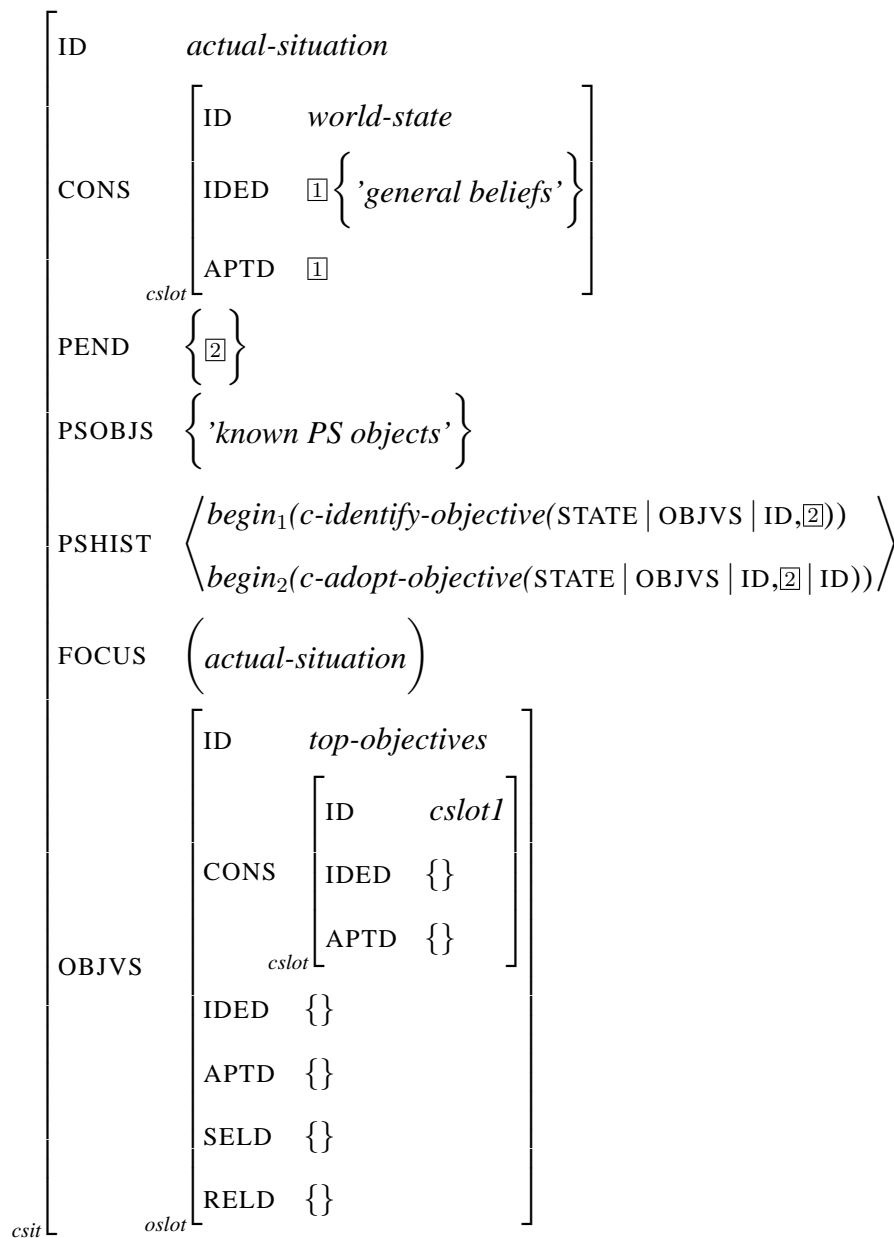 ID actual-situation
ID world-state
CONS IDED 1 { 'general beliefs' }
APTD 1
cslot
PEND { 2 }
PSOBJS { 'known PS objects' }
begin₁(c-identify-objective(STATE | OBJVS | ID,2))
PSHIST
begin₂(c-adopt-objective(STATE | OBJVS | ID,2 | ID))
FOCUS (actual-situation)
ID top-objectives
ID cslot1
CONS IDED {}
APTD {}
cslot
OBJVS
IDED {}
APTD {}
SELD {}
RELD {}
csit oslot